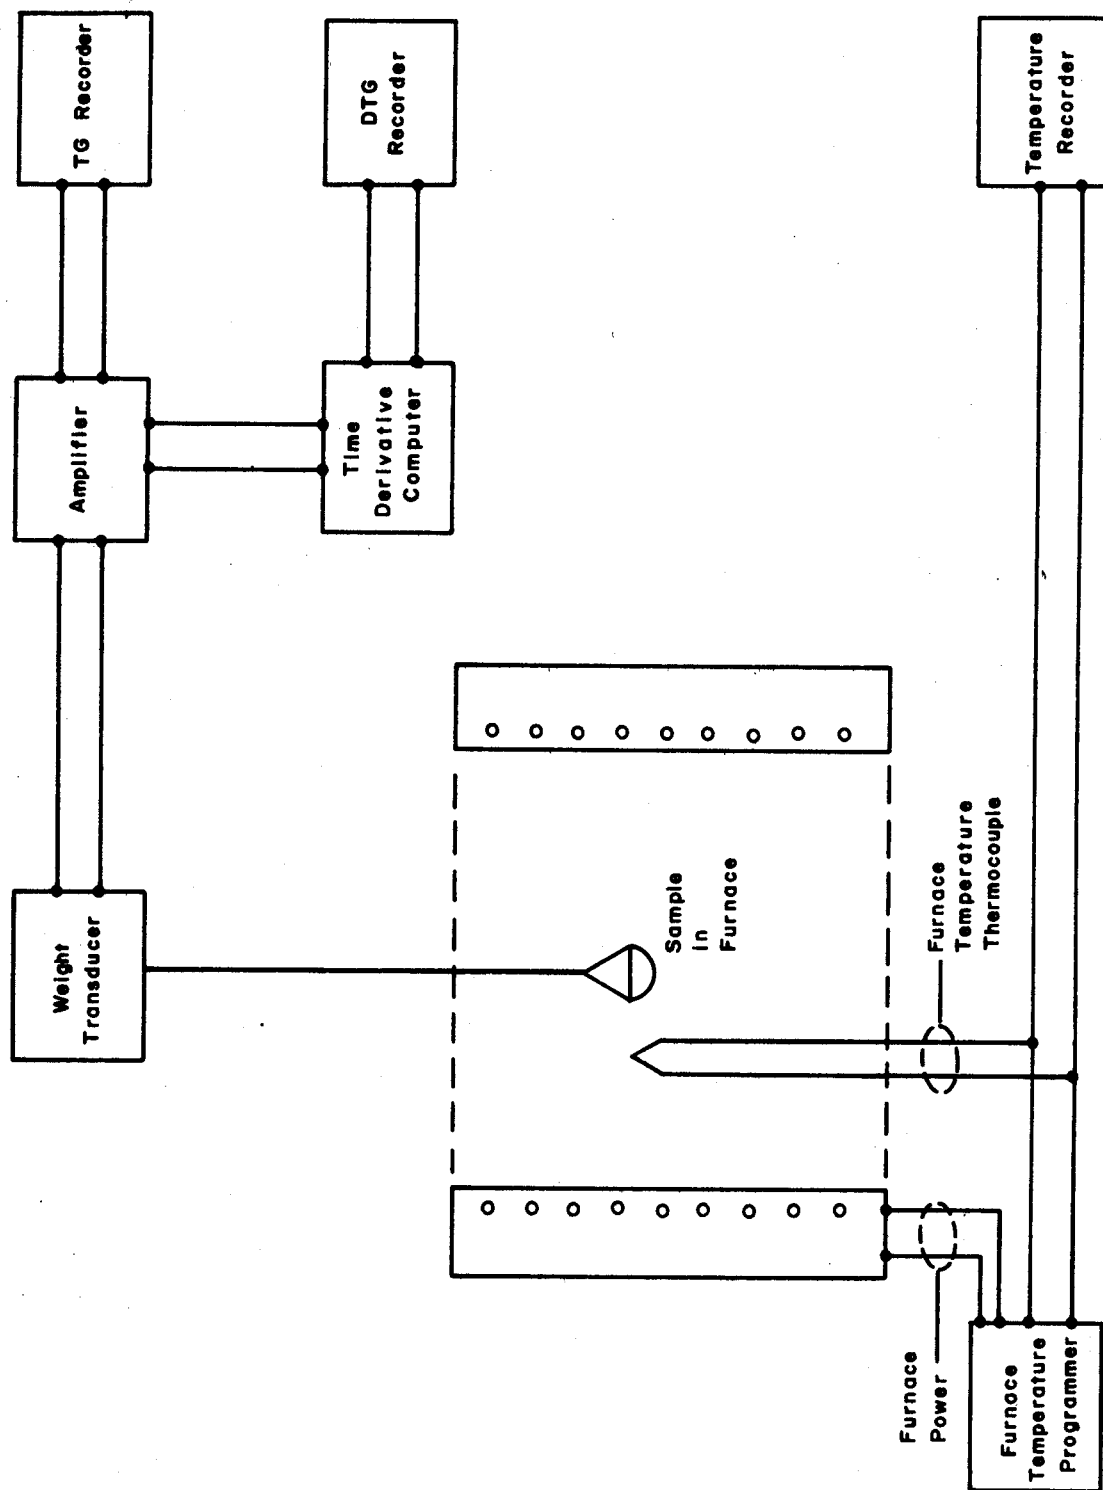 TG Recorder
DTG
Recorder
Temperature
Recorder
Amplifier
Time
Derivative
Computer
Weight
Transducer
Sample
in
Furnace
Furnace
Temperature
Thermocouple
Furnace
Power
Furnace
Temperature
Programmer